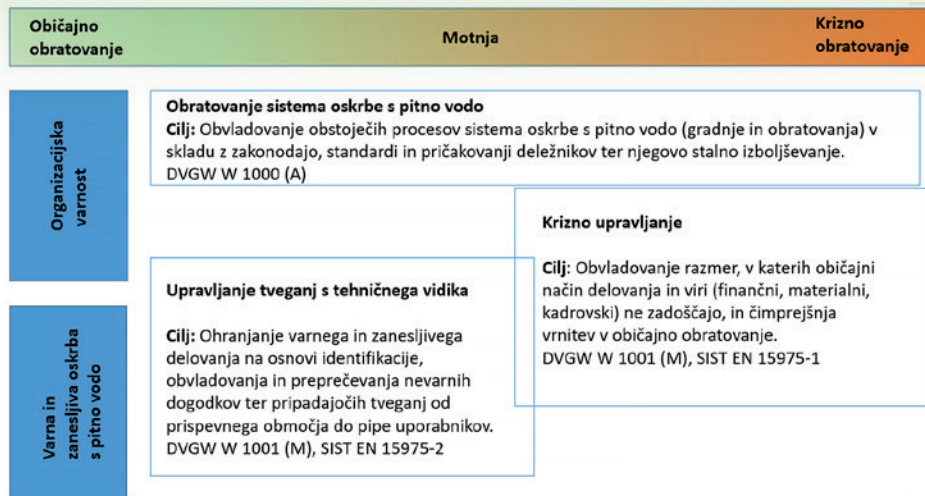 Običajno
obratovanje
Motnja
Krizno
obratovanje
Organizacijska
varnost
Obratovanje sistema oskrbe s pitno vodo
Cilj: Obvladovanje obstoječih procesov sistema oskrbe s pitno vodo (gradnje in obratovanja) v
skladu z zakonodajo, standardi in pričakovanji deležnikov ter njegovo stalno izboljševanje.
DVGW W 1000 (A)
Krizno upravljanje
Cilj: Obvladovanje razmer, v katerih običajni
način delovanja in viri (finančni, materialni,
kadrovski) ne zadoščajo, in čimprejšnja
vrnitev v običajno obratovanje.
DVGW W 1001 (M), SIST EN 15975-1
Varna in
zanesljiva oskrba
s pitno vodo
Upravljanje tveganj s tehničnega vidika
Cilj: Ohranjanje varnega in zanesljivega
delovanja na osnovi identifikacije,
obvladovanja in preprečevanja nevarnih
dogodkov ter pripadajočih tveganj od
prispevnega območja do pipe uporabnikov.
DVGW W 1001 (M), SIST EN 15975-2